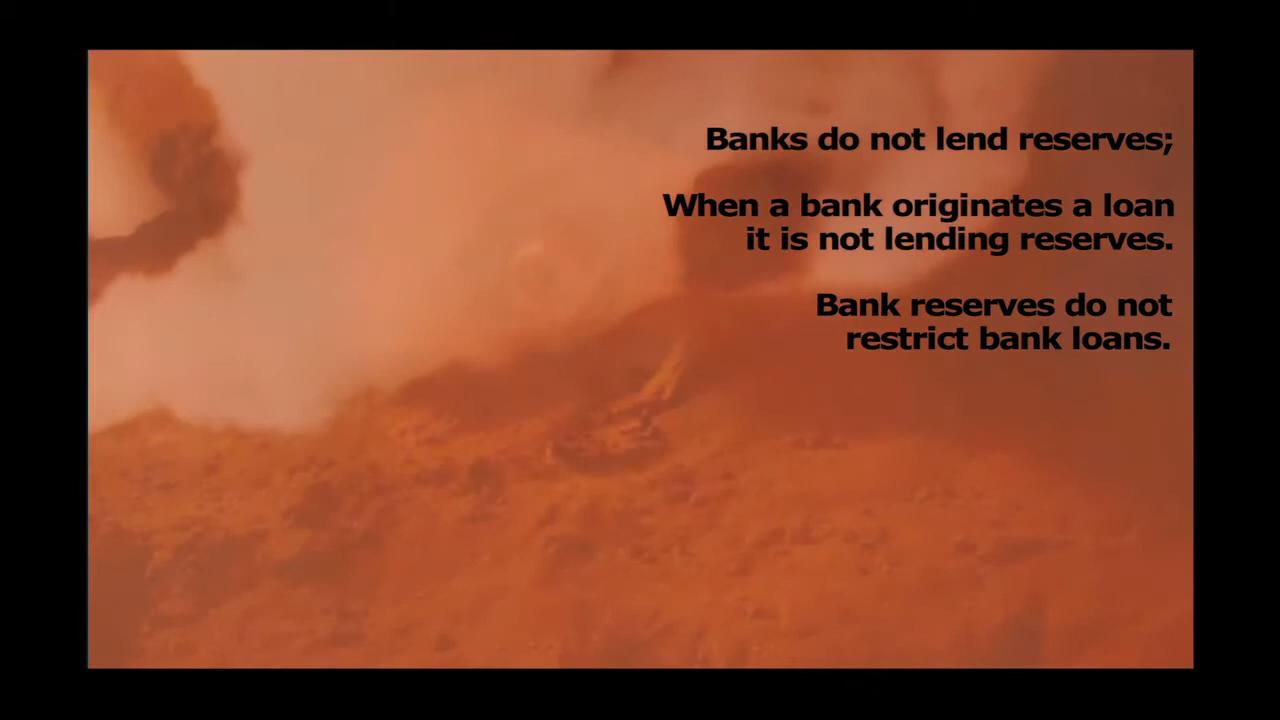 Banks do not lend reserves;
When a bank originates a loan
it is not lending reserves.
Bank reserves do not
restrict bank loans.